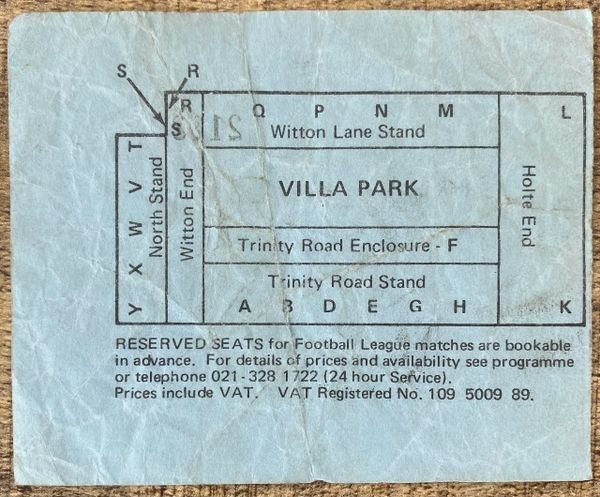 S R
R Q P N M L
S Witton Lane Stand
T
V
W
X
Y
North Stand
Witton End
VILLA PARK
Holte End
Trinity Road Enclosure - F
Trinity Road Stand
A B D E G H K
RESERVED SEATS for Football League matches are bookable
in advance. For details of prices and availability see programme
or telephone 021-328 1722 (24 hour Service).
Prices include VAT. VAT Registered No. 109 5009 89.